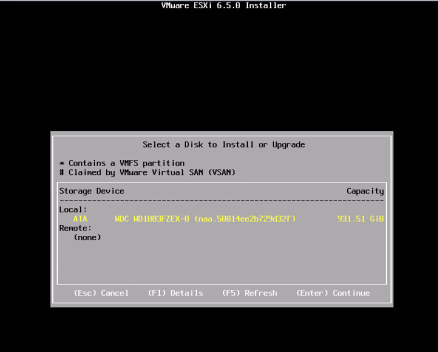 VMware ESXi 6.5.0 Installer
Select a Disk to Install or Upgrade
* Contains a VMFS partition
# Claimed by VMware Virtual SAN (VSAN)
Storage Device Capacity
Local:
ATA WDC WD1003FZEX-0 (naa.50014ee2b729d32f) 931.51 GiB
Remote:
(none)
(Esc) Cancel (F1) Details (F5) Refresh (Enter) Continue